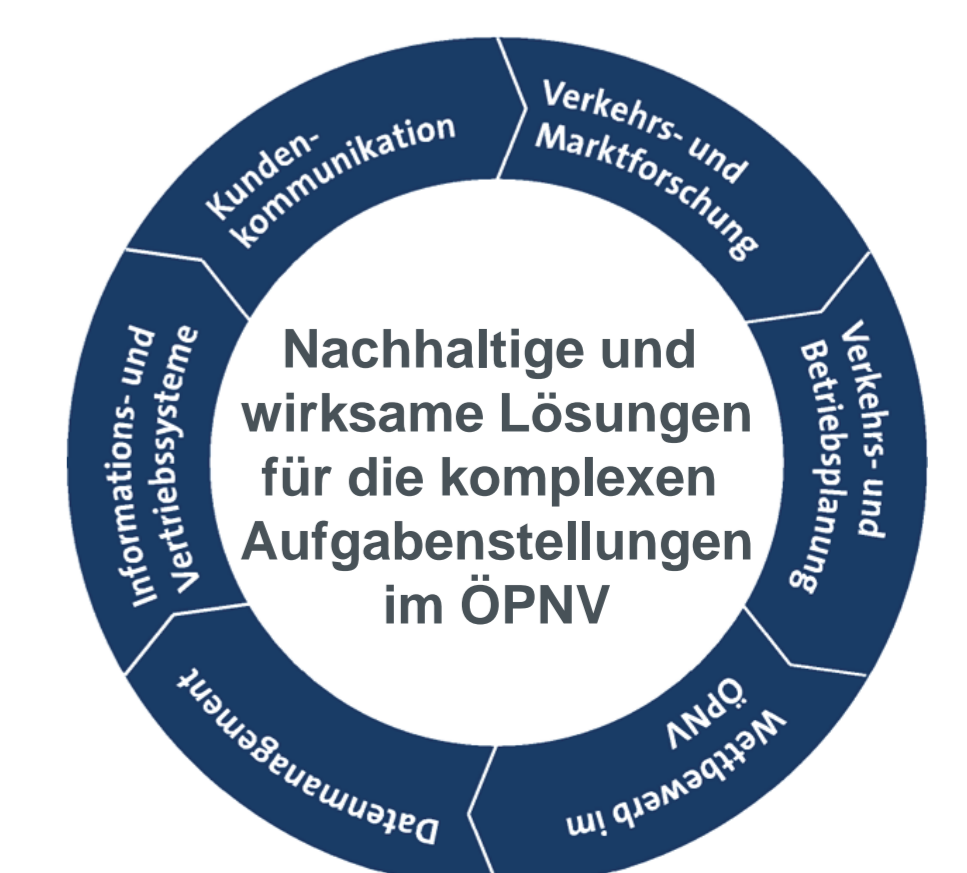 Kunden-
kommunikation
Verkehrs- und
Marktforschung
Verkehrs- und
Betriebsplanung
Wettbewerb im
ÖPNV
Datenmanagement
Informations- und
Vertriebssysteme
Nachhaltige und
wirksame Lösungen
für die komplexen
Aufgabenstellungen
im ÖPNV